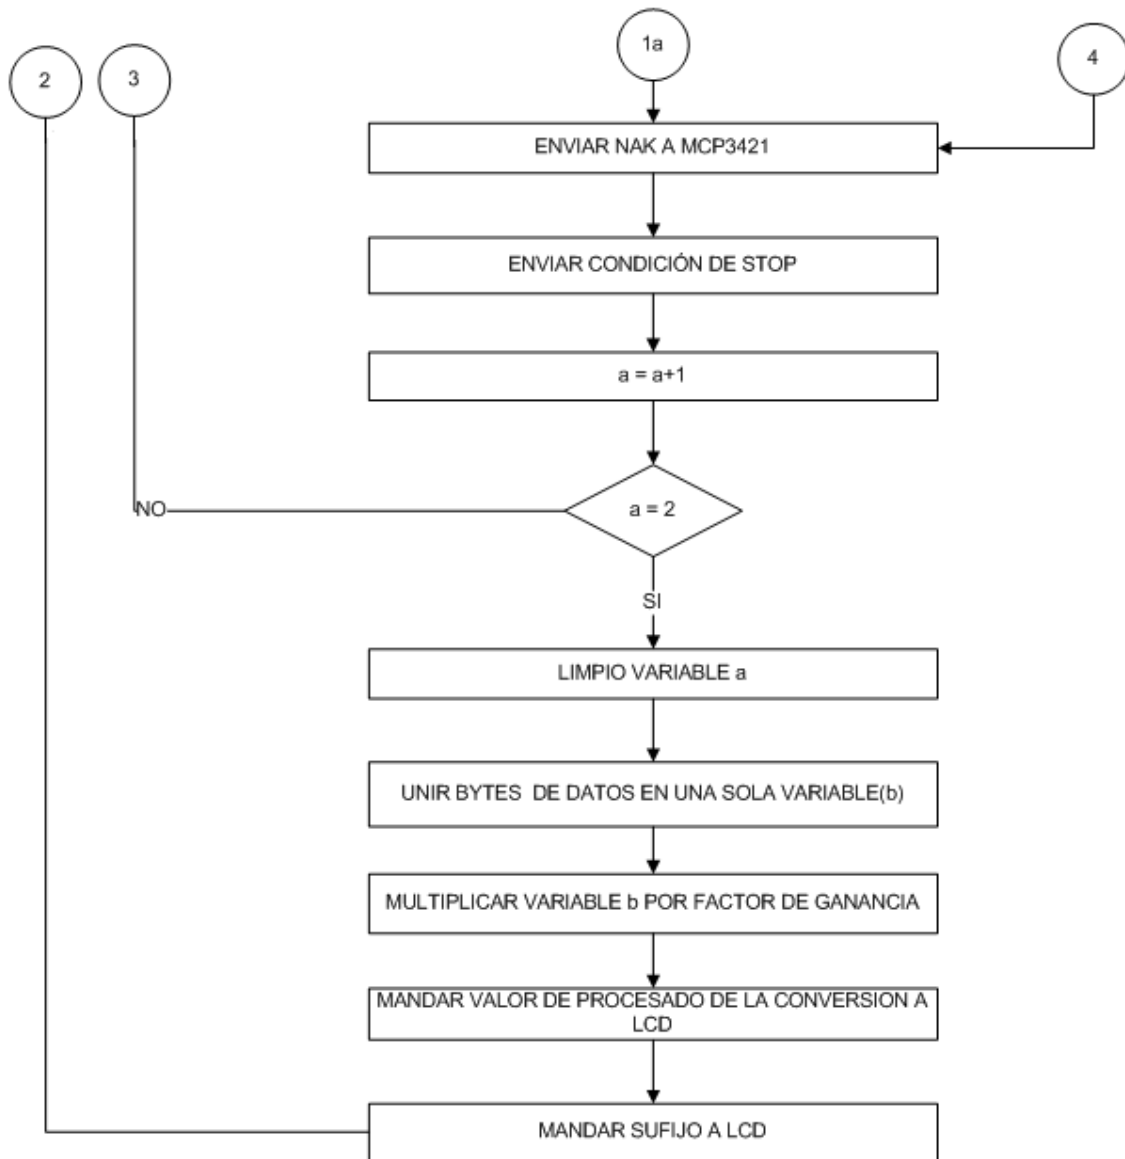 1a
2
3
4
ENVIAR NAK A MCP3421
ENVIAR CONDICIÓN DE STOP
a = a+1
a = 2
NO
SI
LIMPIO VARIABLE a
UNIR BYTES DE DATOS EN UNA SOLA VARIABLE(b)
MULTIPLICAR VARIABLE b POR FACTOR DE GANANCIA
MANDAR VALOR DE PROCESADO DE LA CONVERSION A
LCD
MANDAR SUFIJO A LCD